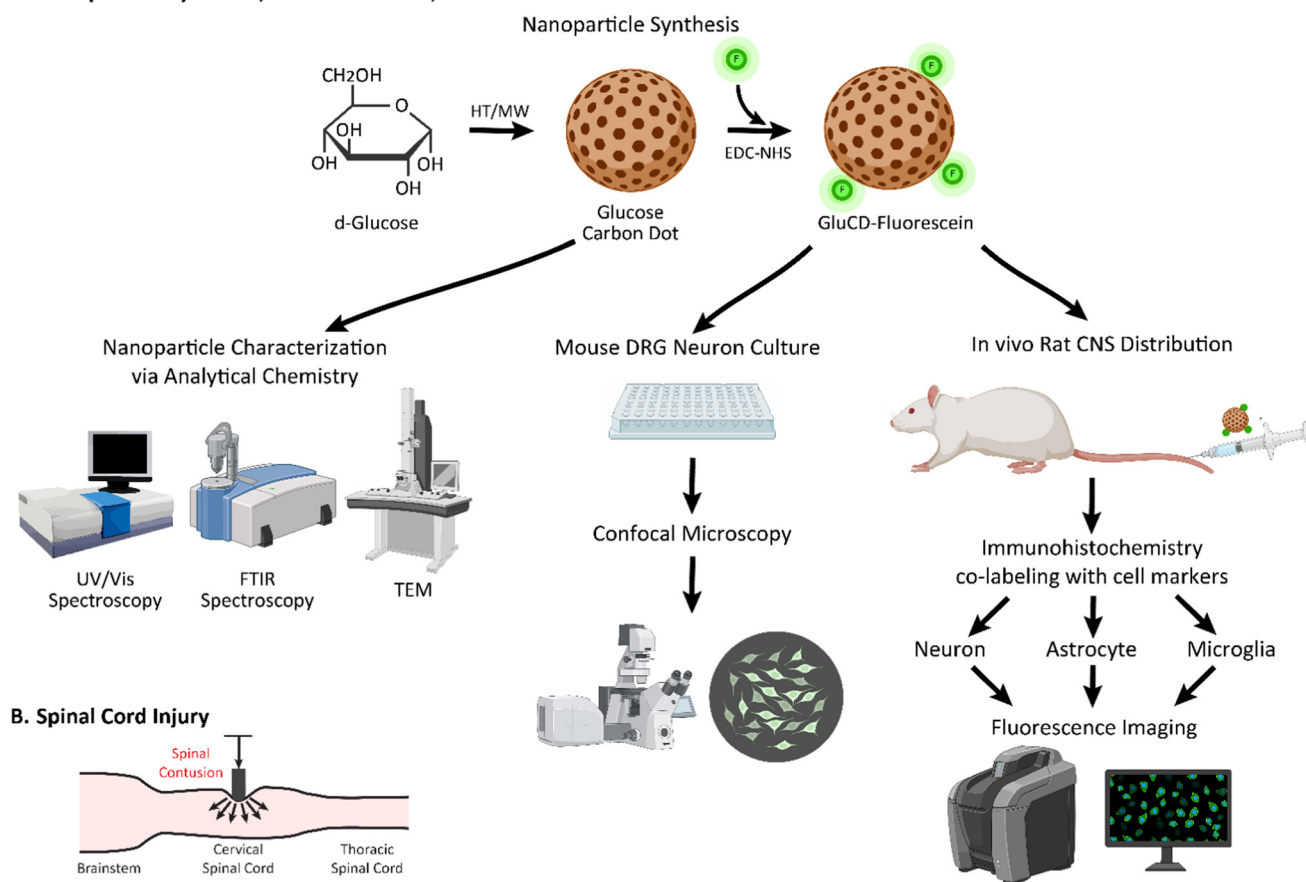 Nanoparticle Synthesis
CH2OH
O
OH
OH
OH
OH
d-Glucose
HT/MW
Glucose
Carbon Dot
F
EDC-NHS
F
F
F
GluCD-Fluorescein
Nanoparticle Characterization
via Analytical Chemistry
UV/Vis
Spectroscopy
FTIR
Spectroscopy
TEM
Mouse DRG Neuron Culture
Confocal Microscopy
In vivo Rat CNS Distribution
Immunohistochemistry
co-labeling with cell markers
Neuron
Astrocyte
Microglia
Fluorescence Imaging
B. Spinal Cord Injury
Spinal
Contusion
Brainstem
Cervical
Spinal Cord
Thoracic
Spinal Cord